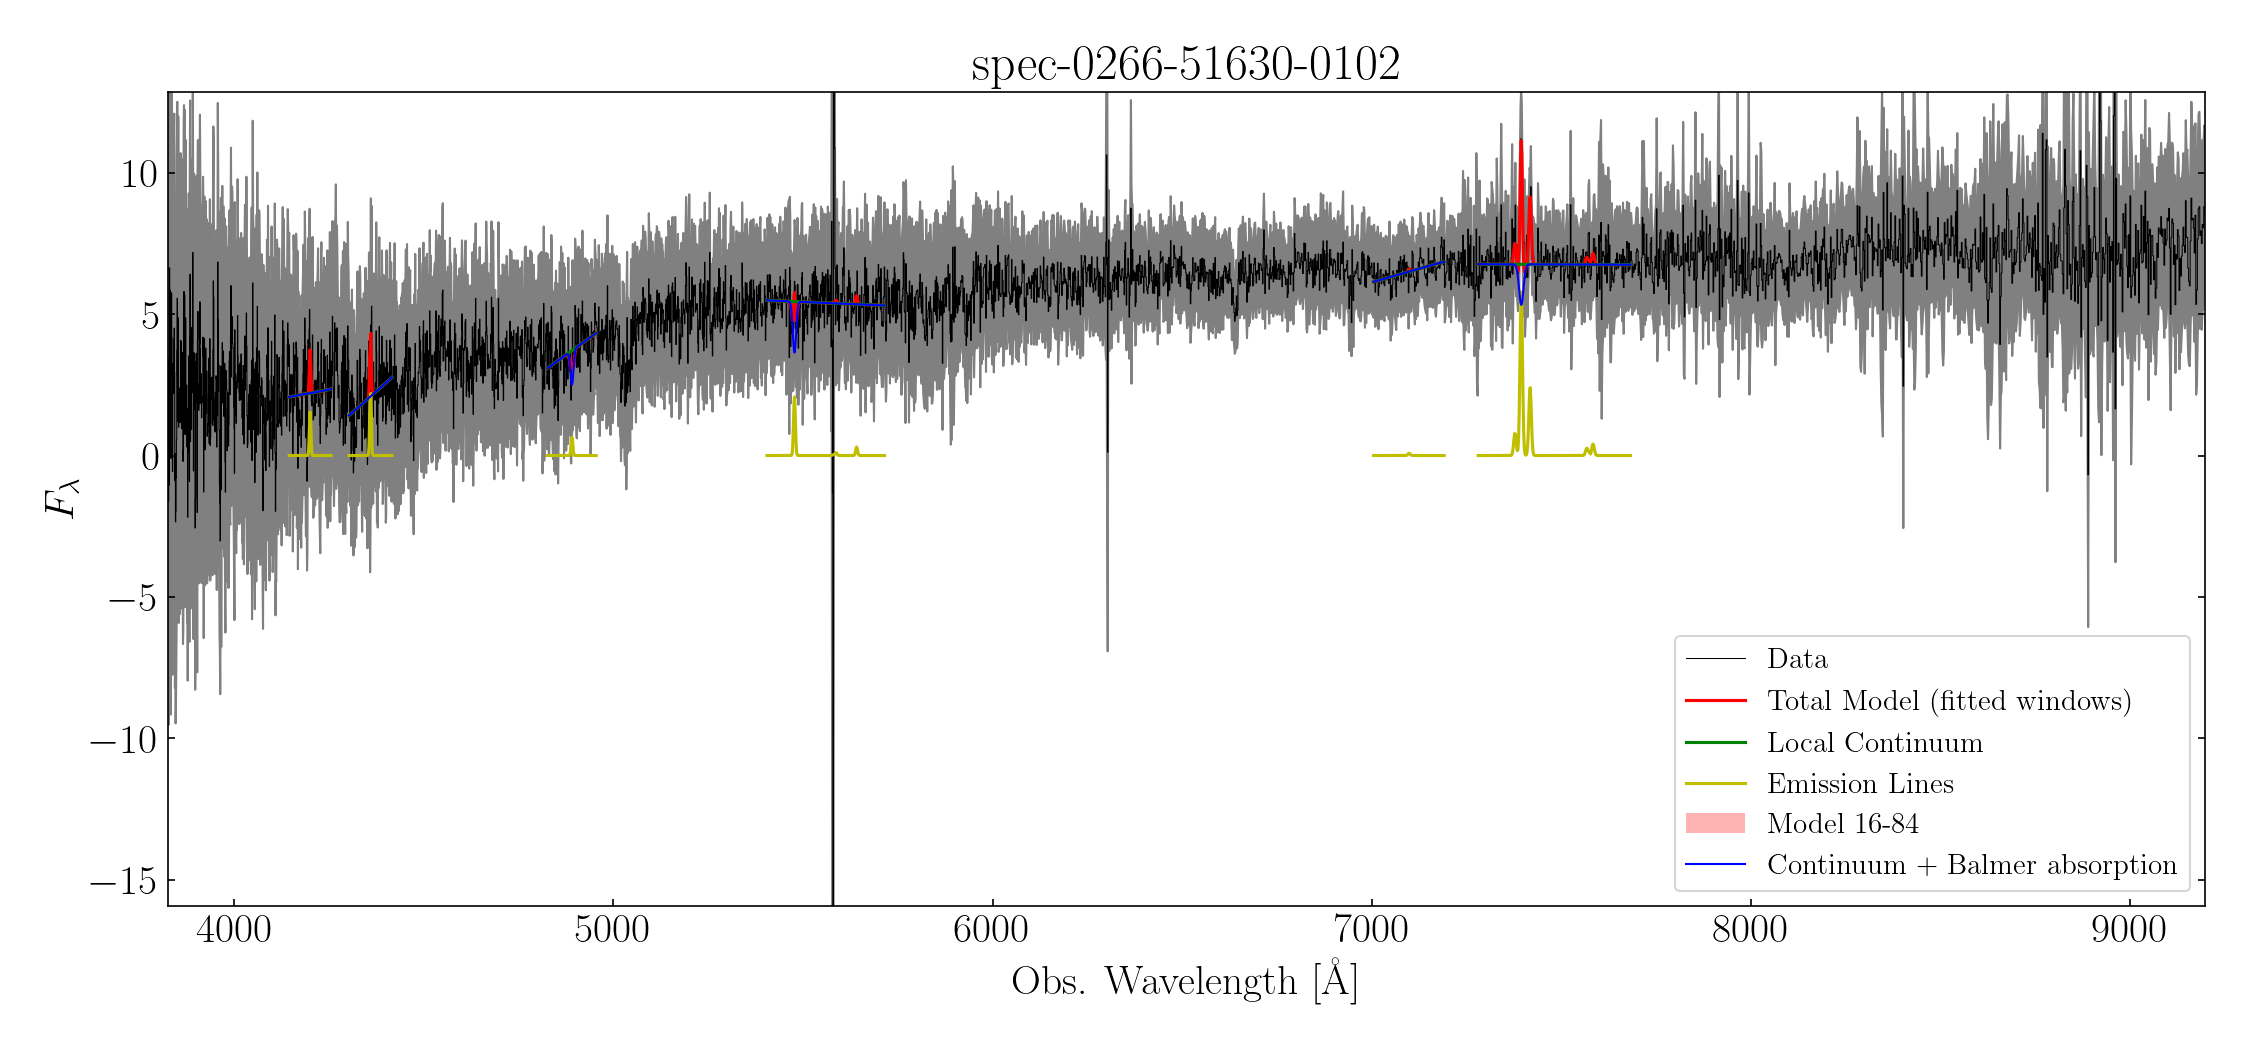 spec-0266-51630-0102
10
5
0
−5
−10
−15
F_λ
4000 5000 6000 7000 8000 9000
Obs. Wavelength [Å]
Data
Total Model (fitted windows)
Local Continuum
Emission Lines
Model 16-84
Continuum + Balmer absorption